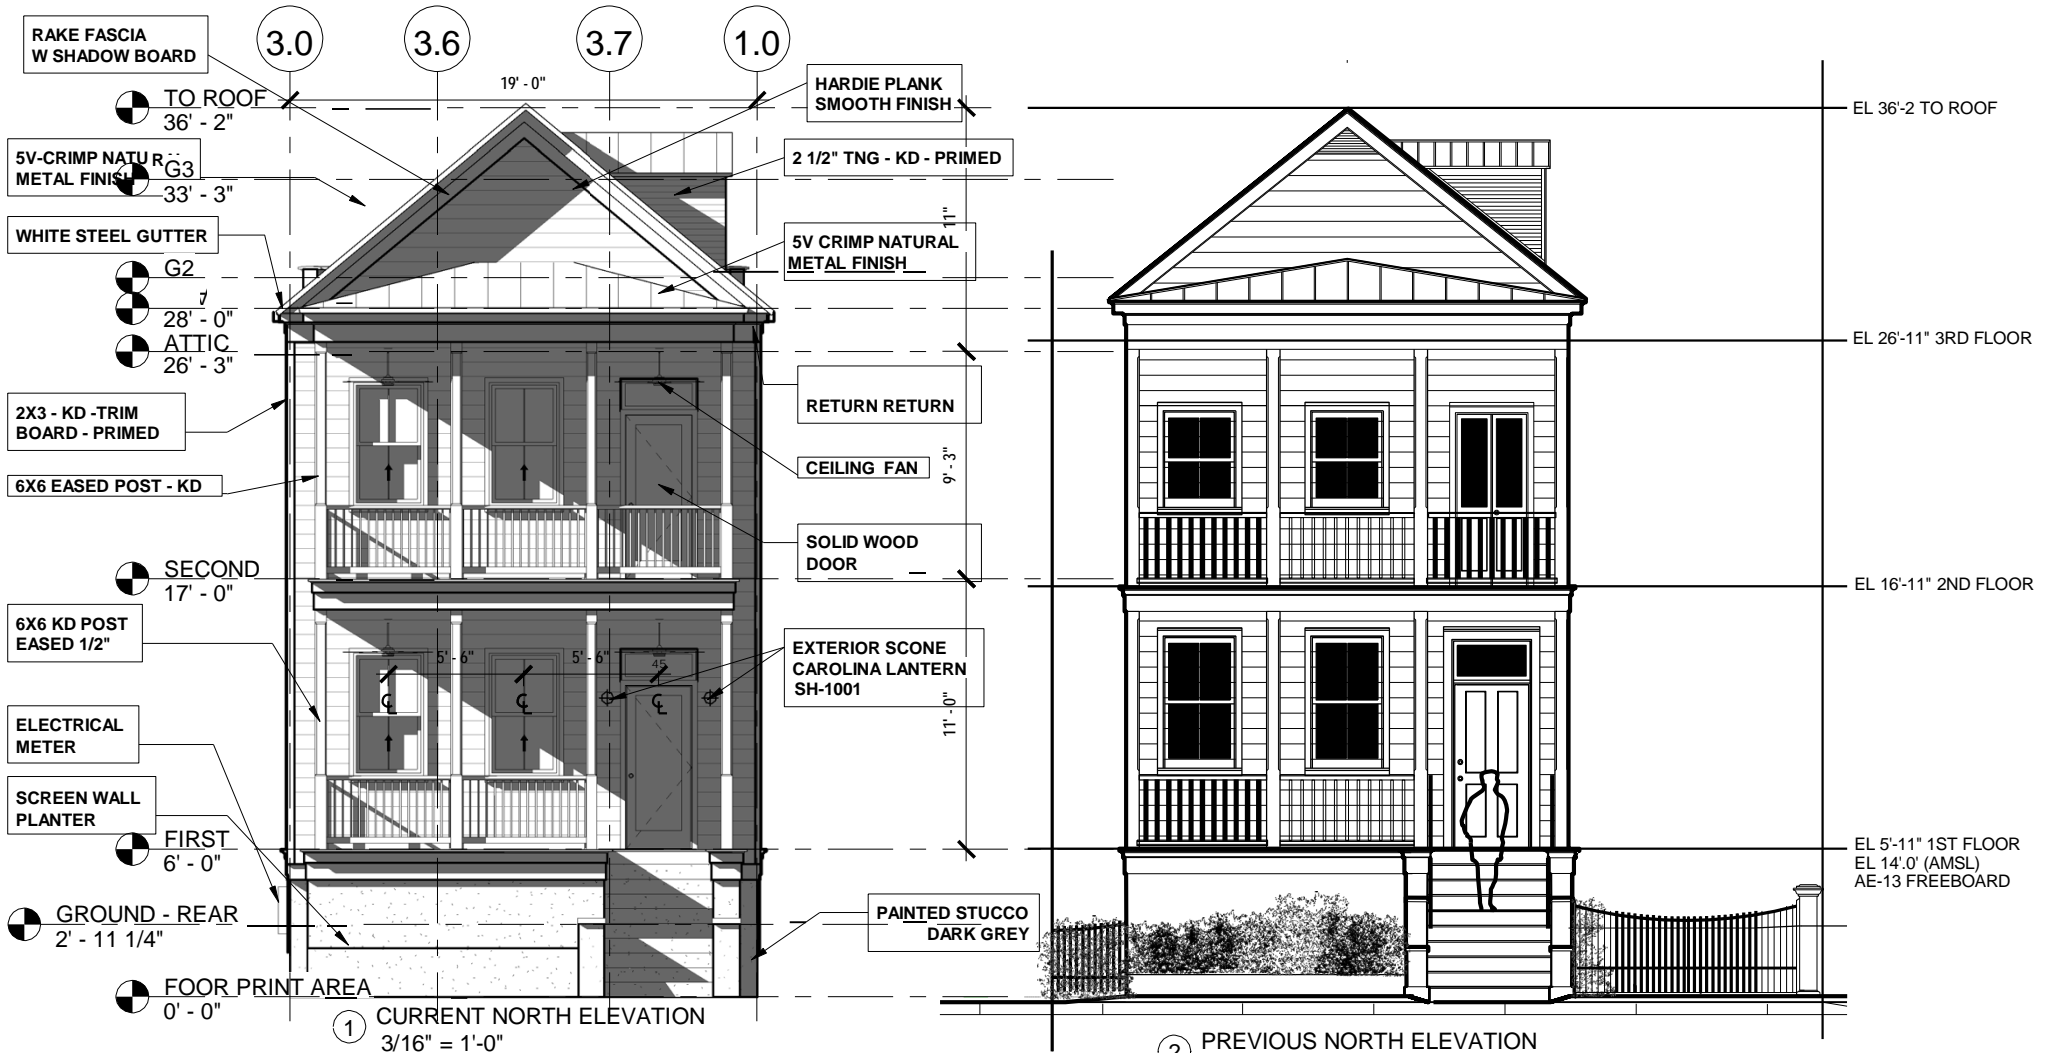 RAKE FASCIA
W SHADOW BOARD
3.0
3.6
3.7
1.0
19' - 0"
HARDIE PLANK
SMOOTH FINISH
TO ROOF
36' - 2"
5V-CRIMP NATUR
METAL FINISH
G3
33' - 3"
2 1/2" TNG - KD - PRIMED
11"
WHITE STEEL GUTTER
5V CRIMP NATURAL
METAL FINISH
G2
28' - 0"
ATTIC
26' - 3"
2X3 - KD -TRIM
BOARD - PRIMED
RETURN RETURN
6X6 EASED POST - KD
CEILING FAN
9' - 3"
SOLID WOOD
DOOR
SECOND
17' - 0"
6X6 KD POST
EASED 1/2"
5' - 6"
5' - 6"
45
EXTERIOR SCONE
CAROLINA LANTERN
SH-1001
11' - 0"
ELECTRICAL
METER
SCREEN WALL
PLANTER
FIRST
6' - 0"
GROUND - REAR
2' - 11 1/4"
PAINTED STUCCO
DARK GREY
FOOR PRINT AREA
0' - 0"
1
CURRENT NORTH ELEVATION
3/16" = 1'-0"
EL 36'-2 TO ROOF
EL 26'-11" 3RD FLOOR
EL 16'-11" 2ND FLOOR
EL 5'-11" 1ST FLOOR
EL 14'.0' (AMSL)
AE-13 FREEBOARD
2
PREVIOUS NORTH ELEVATION